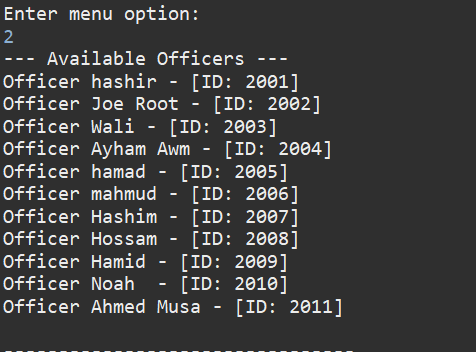 Enter menu option:
2
--- Available Officers ---
Officer hashir - [ID: 2001]
Officer Joe Root - [ID: 2002]
Officer Wali - [ID: 2003]
Officer Ayham Awm - [ID: 2004]
Officer hamad - [ID: 2005]
Officer mahmud - [ID: 2006]
Officer Hashim - [ID: 2007]
Officer Hossam - [ID: 2008]
Officer Hamid - [ID: 2009]
Officer Noah  - [ID: 2010]
Officer Ahmed Musa - [ID: 2011]
--------------------------------